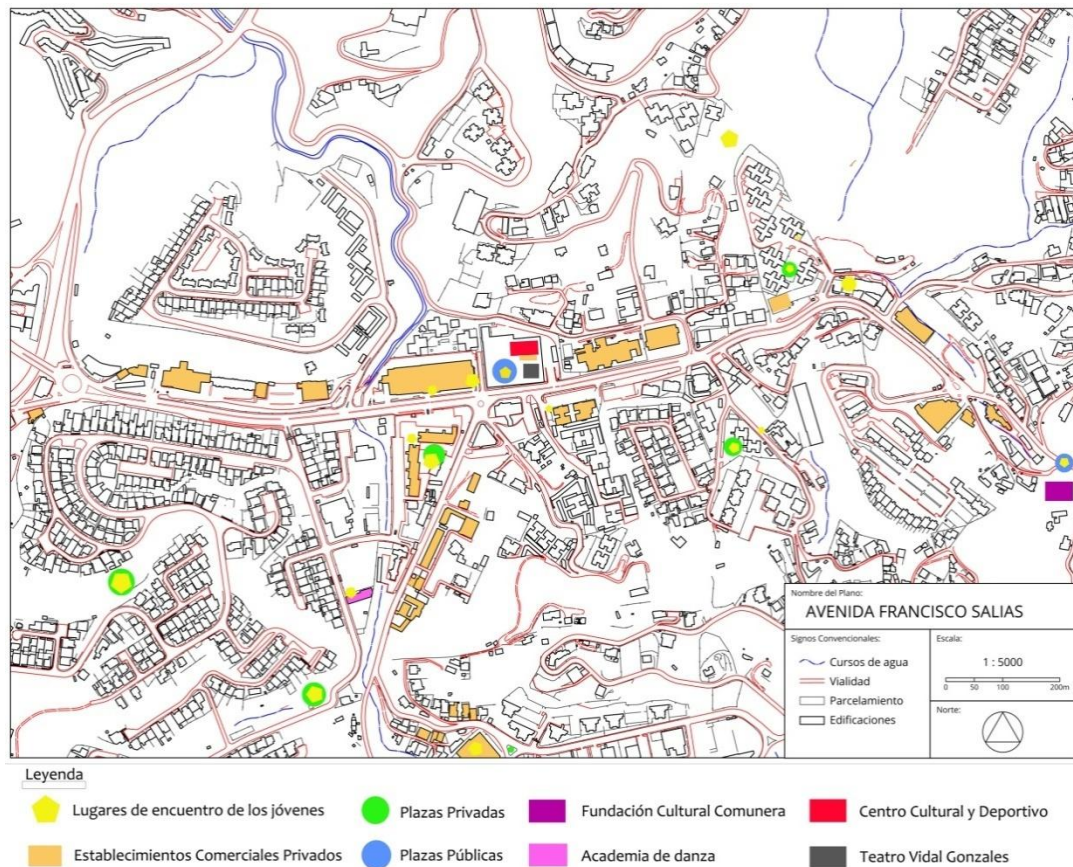 Nombre del Plano:
AVENIDA FRANCISCO SALIAS
Signos Convencionales:
Cursos de agua
Vialidad
Parcelamiento
Edificaciones
Escala:
1 : 5000
0 50 100 200m
Norte:
Leyenda
Lugares de encuentro de los jóvenes
Plazas Privadas
Fundación Cultural Comunera
Centro Cultural y Deportivo
Establecimientos Comerciales Privados
Plazas Públicas
Academia de danza
Teatro Vidal Gonzales